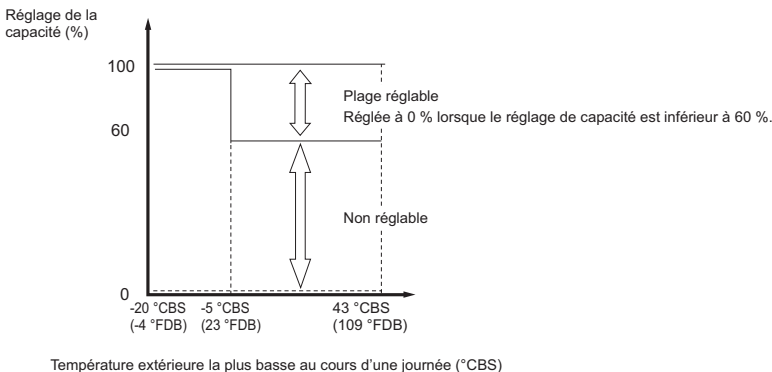 Réglage de la
capacité (%)
100
Plage réglable
Réglée à 0 % lorsque le réglage de capacité est inférieur à 60 %.
60
Non réglable
0
-20 °CBS -5 °CBS 43 °CBS
(-4 °FDB) (23 °FDB) (109 °FDB)
Température extérieure la plus basse au cours d'une journée (°CBS)